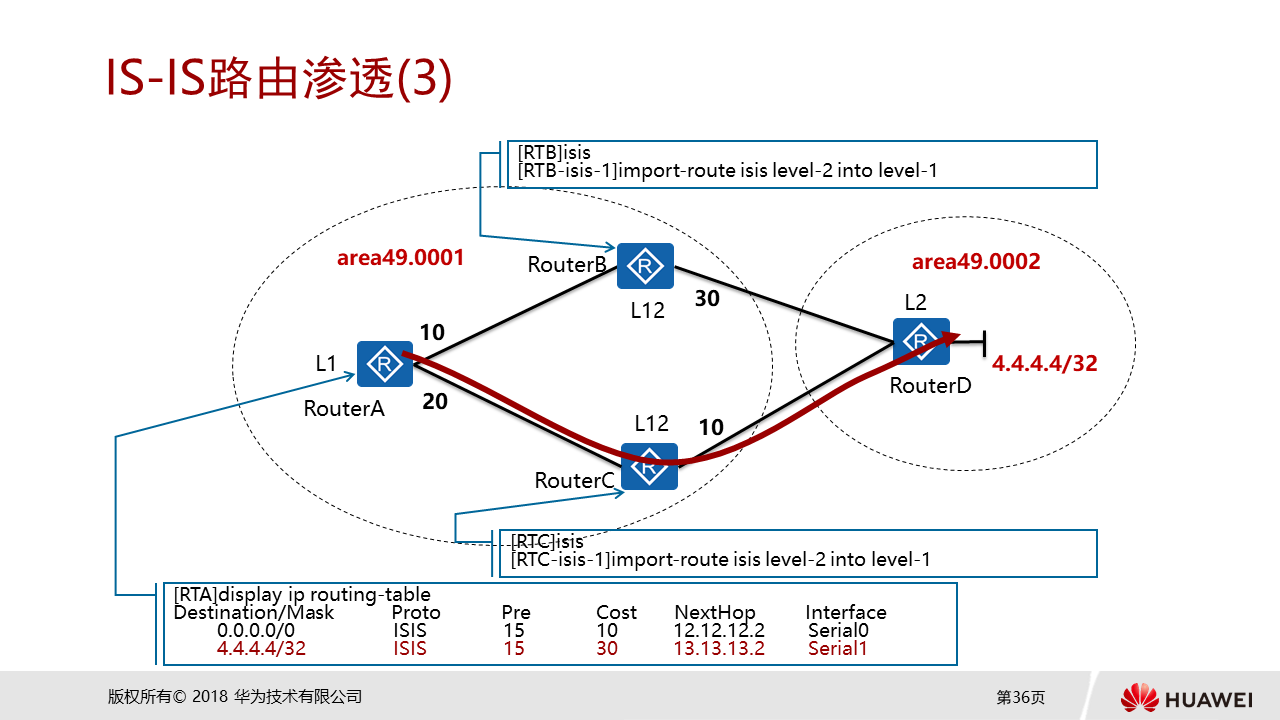 IS-IS路由渗透(3)
[RTB]isis
[RTB-isis-1]import-route isis level-2 into level-1
area49.0001
RouterB
R
L12
30
area49.0002
L2
R
4.4.4.4/32
RouterD
10
L1
R
RouterA
20
L12
10
R
RouterC
[RTC]isis
[RTC-isis-1]import-route isis level-2 into level-1
[RTA]display ip routing-table
Destination/Mask Proto Pre Cost NextHop Interface
0.0.0.0/0 ISIS 15 10 12.12.12.2 Serial0
4.4.4.4/32 ISIS 15 30 13.13.13.2 Serial1
版权所有© 2018 华为技术有限公司
第36页
HUAWEI